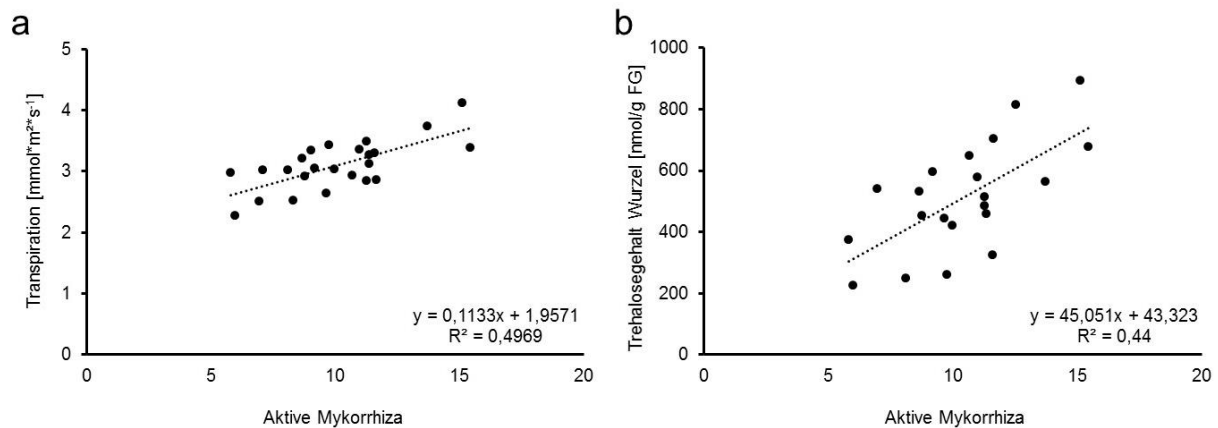 a
Transpiration [mmol*m²*s⁻¹]
5
4
3
2
1
0
y = 0,1133x + 1,9571
R² = 0,4969
0 5 10 15 20
Aktive Mykorrhiza
b
Trehalosegehalt Wurzel [nmol/g FG]
1000
800
600
400
200
0
y = 45,051x + 43,323
R² = 0,44
0 5 10 15 20
Aktive Mykorrhiza